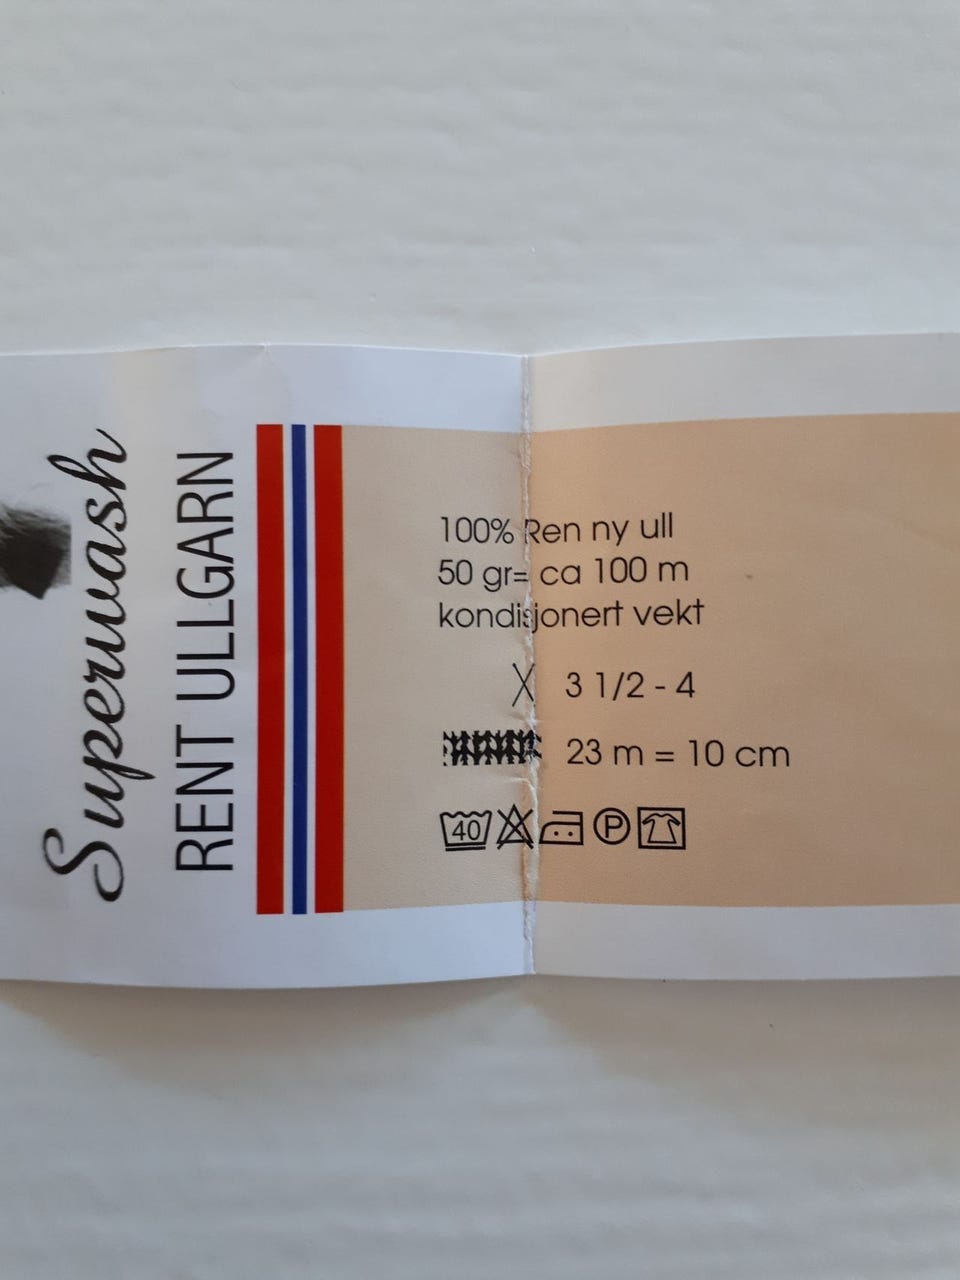 Superwash
RENT ULLGARN
100% Ren ny ull
50 gr= ca 100 m
kondisjonert vekt
3 1/2 - 4
23 m = 10 cm
40 P